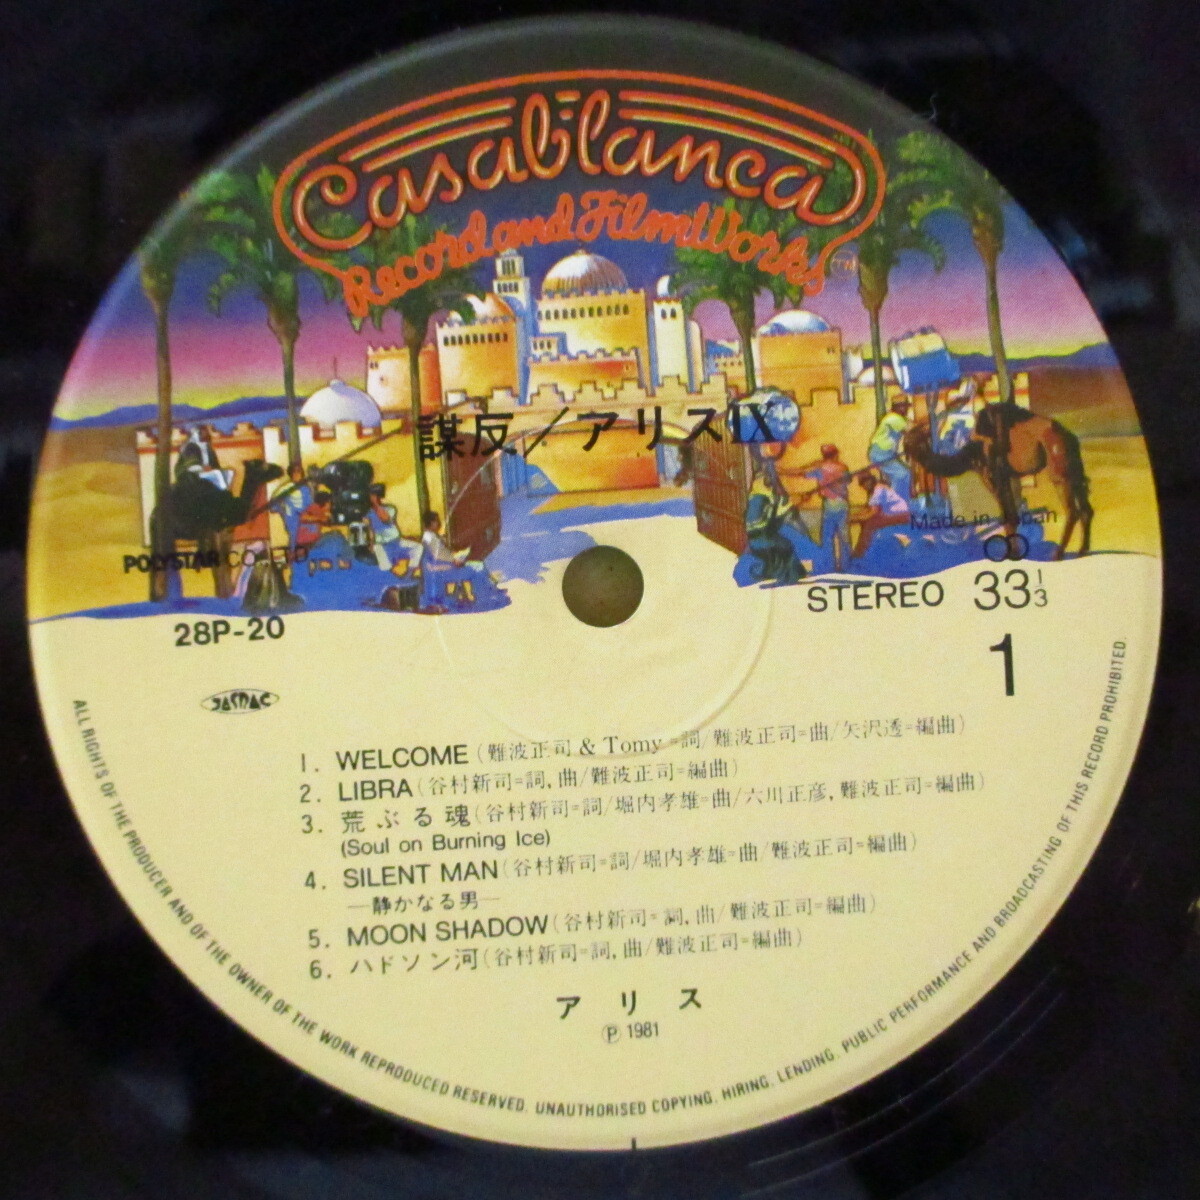 Casablanca
Record and FilmWorks
謀反/アリスIX
Made in Japan
POLYSTAR CO., LTD.
STEREO 33 1/3
28P-20
1
JASRAC
1. WELCOME (難波正司 & Tomy=詞/難波正司=曲/矢沢透=編曲)
2. LIBRA (谷村新司=詞,曲/難波正司=編曲)
3. 荒ぶる魂 (谷村新司=詞/堀内孝雄=曲/六川正彦,難波正司=編曲)
(Soul on Burning Ice)
4. SILENT MAN (谷村新司=詞/堀内孝雄=曲/難波正司=編曲)
—静かなる男—
5. MOON SHADOW (谷村新司=詞,曲/難波正司=編曲)
6. ハドソン河 (谷村新司=詞,曲/難波正司=編曲)
アリス
Ⓟ 1981
ALL RIGHTS OF THE PRODUCER AND OF THE OWNER OF THE WORK REPRODUCED RESERVED. UNAUTHORISED COPYING. HIRING. LENDING. PUBLIC PERFORMANCE AND BROADCASTING OF THIS RECORD PROHIBITED.